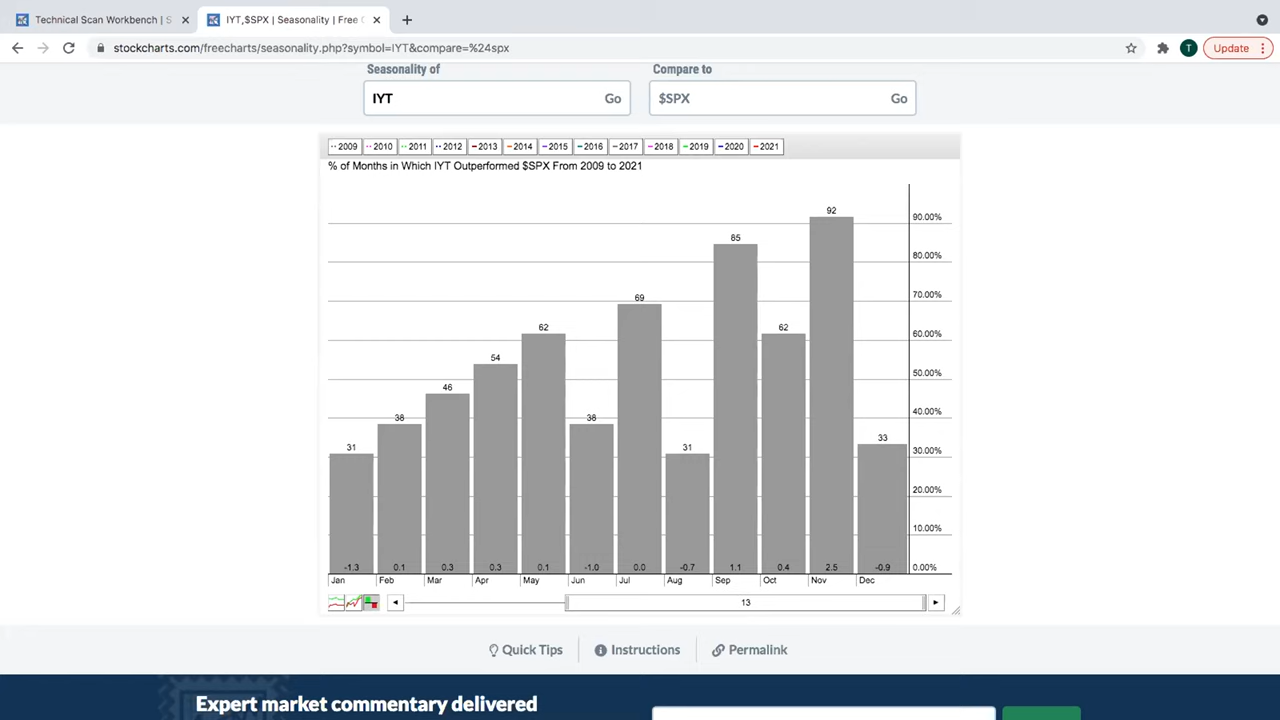 Technical Scan Workbench | S
IYT,$SPX | Seasonality | Free
stockcharts.com/freecharts/seasonality.php?symbol=IYT&compare=%24spx
T
Update
Seasonality of
Compare to
IYT
Go
$SPX
Go
2009 2010 2011 2012 2013 2014 2015 2016 2017 2018 2019 2020 2021
% of Months in Which IYT Outperformed $SPX From 2009 to 2021
31 38 46 54 62 38 69 31 85 62 92 33
90.00%
80.00%
70.00%
60.00%
50.00%
40.00%
30.00%
20.00%
10.00%
0.00%
-1.3 0.1 0.3 0.3 0.1 -1.0 0.0 -0.7 1.1 0.4 2.5 -0.9
Jan Feb Mar Apr May Jun Jul Aug Sep Oct Nov Dec
13
Quick Tips
Instructions
Permalink
Expert market commentary delivered